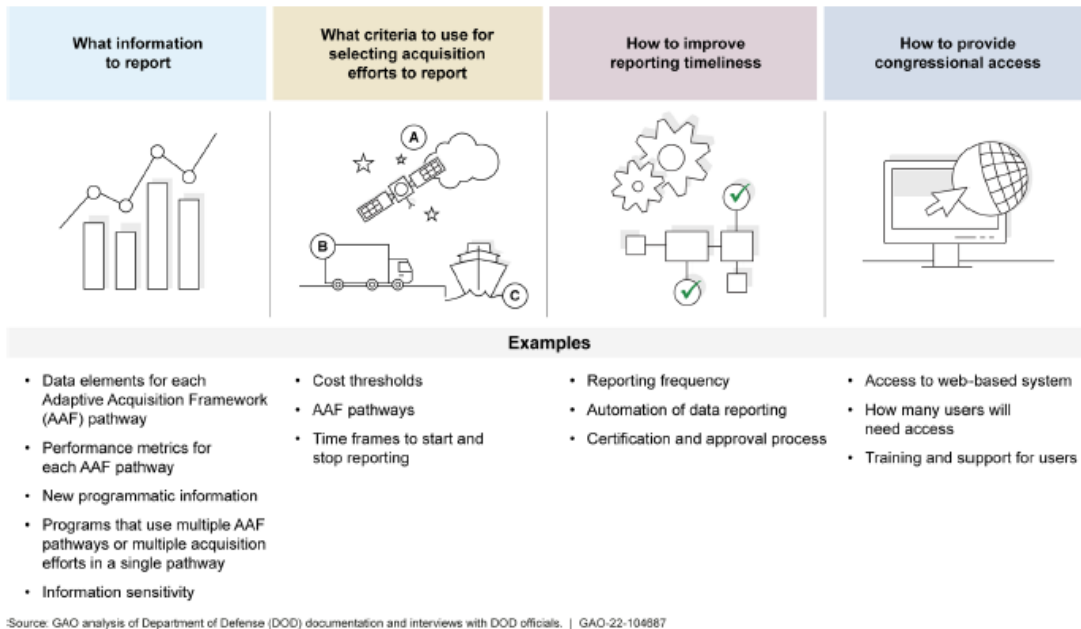 What information
to report
What criteria to use for
selecting acquisition
efforts to report
How to improve
reporting timeliness
How to provide
congressional access
A
B
C
Examples
• Data elements for each
Adaptive Acquisition Framework
(AAF) pathway
• Performance metrics for
each AAF pathway
• New programmatic information
• Programs that use multiple AAF
pathways or multiple acquisition
efforts in a single pathway
• Information sensitivity
• Cost thresholds
• AAF pathways
• Time frames to start and
stop reporting
• Reporting frequency
• Automation of data reporting
• Certification and approval process
• Access to web-based system
• How many users will
need access
• Training and support for users
Source: GAO analysis of Department of Defense (DOD) documentation and interviews with DOD officials. | GAO-22-104687